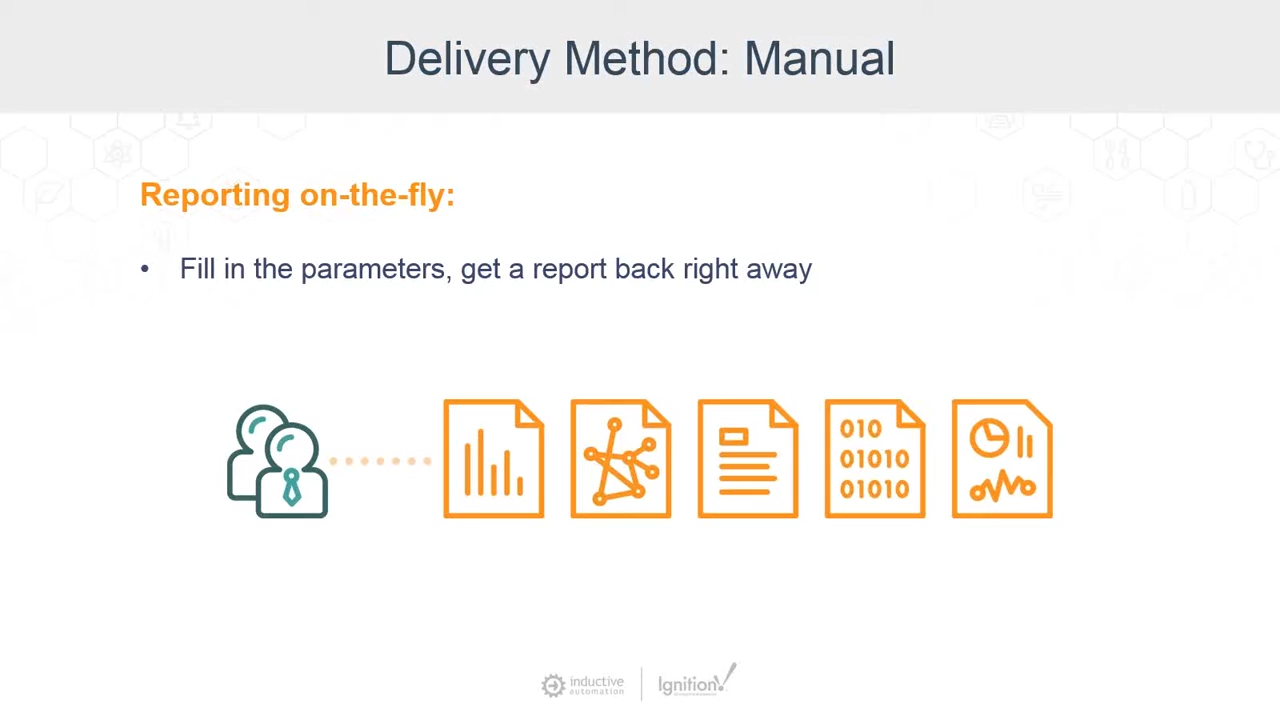 Delivery Method: Manual
Reporting on-the-fly:
• Fill in the parameters, get a report back right away
010
01010
01010
inductive
automation
Ignition!